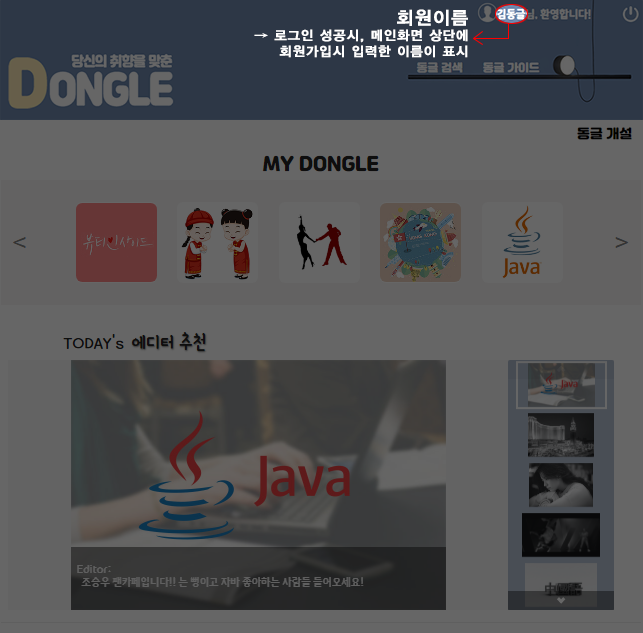 회원이름
→ 로그인 성공시, 메인화면 상단에
회원가입시 입력한 이름이 표시
김동글님, 환영합니다!
당신의 취향을 맞춘
DONGLE
동글 검색 동글 가이드
동글 개설
MY DONGLE
<
뷰티인사이드
Java
>
TODAY's 에디터 추천
Java
Java
Editor:
조승우 팬카페입니다!! 는 뻥이고 자바 좋아하는 사람들 들어오세요!